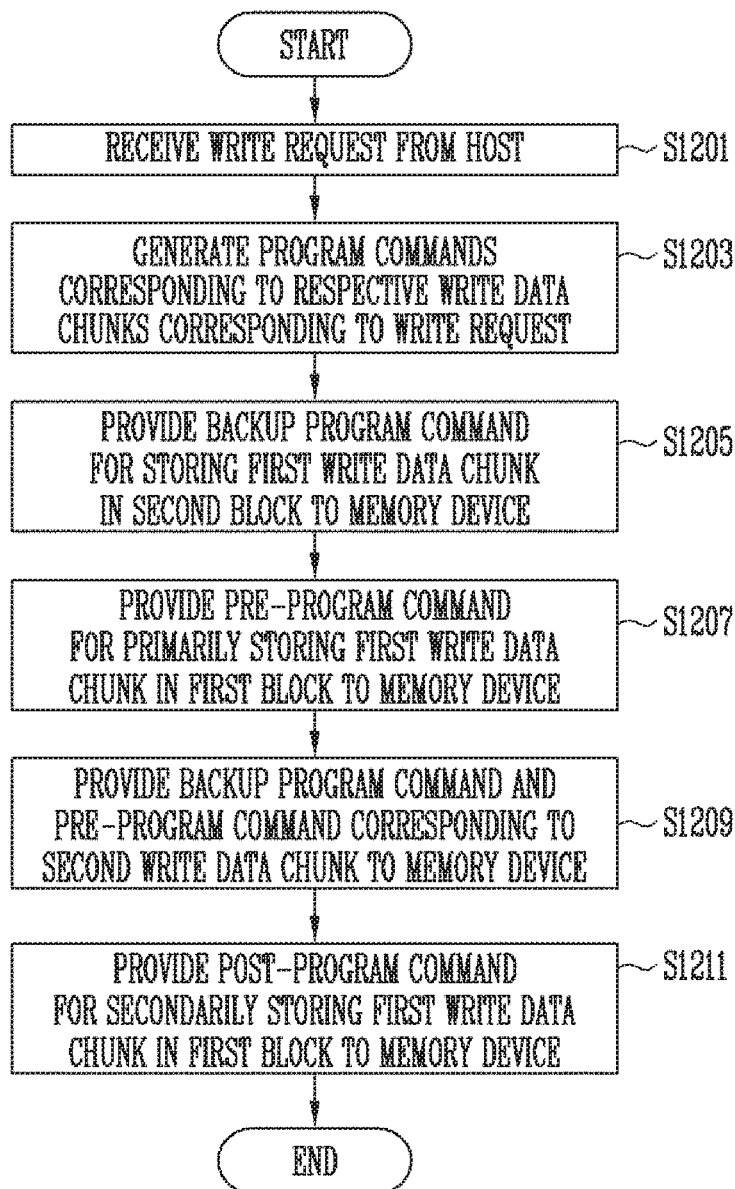 START
RECEIVE WRITE REQUEST FROM HOST
S1201
GENERATE PROGRAM COMMANDS
CORRESPONDING TO RESPECTIVE WRITE DATA
CHUNKS CORRESPONDING TO WRITE REQUEST
S1203
PROVIDE BACKUP PROGRAM COMMAND
FOR STORING FIRST WRITE DATA CHUNK
IN SECOND BLOCK TO MEMORY DEVICE
S1205
PROVIDE PRE-PROGRAM COMMAND
FOR PRIMARILY STORING FIRST WRITE DATA
CHUNK IN FIRST BLOCK TO MEMORY DEVICE
S1207
PROVIDE BACKUP PROGRAM COMMAND AND
PRE-PROGRAM COMMAND CORRESPONDING TO
SECOND WRITE DATA CHUNK TO MEMORY DEVICE
S1209
PROVIDE POST-PROGRAM COMMAND
FOR SECONDARILY STORING FIRST WRITE DATA
CHUNK IN FIRST BLOCK TO MEMORY DEVICE
S1211
END